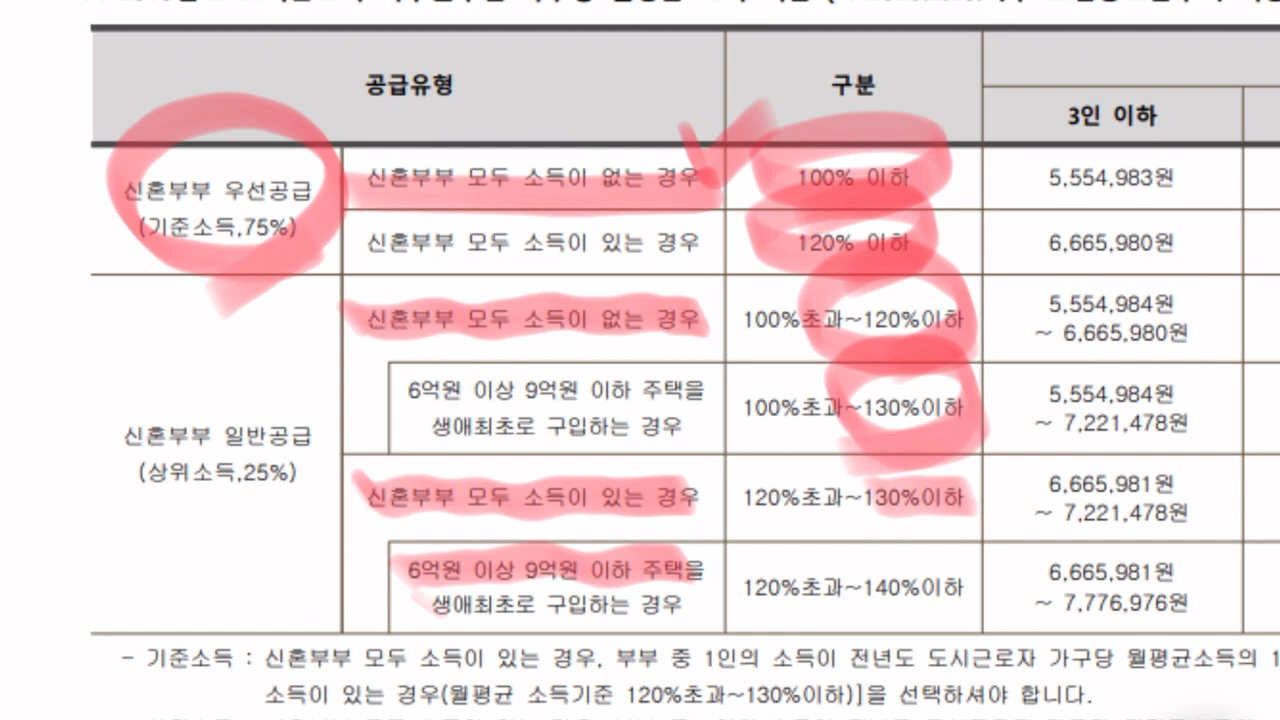 공급유형
구분
3인 이하
신혼부부 우선공급
(기준소득,75%)
신혼부부 모두 소득이 없는 경우
100% 이하
5,554,983원
신혼부부 모두 소득이 있는 경우
120% 이하
6,665,980원
신혼부부 일반공급
(상위소득,25%)
신혼부부 모두 소득이 없는 경우
100%초과~120%이하
5,554,984원
~ 6,665,980원
6억원 이상 9억원 이하 주택을
생애최초로 구입하는 경우
100%초과~130%이하
5,554,984원
~ 7,221,478원
신혼부부 모두 소득이 있는 경우
120%초과~130%이하
6,665,981원
~ 7,221,478원
6억원 이상 9억원 이하 주택을
생애최초로 구입하는 경우
120%초과~140%이하
6,665,981원
~ 7,776,976원
- 기준소득 : 신혼부부 모두 소득이 있는 경우, 부부 중 1인의 소득이 전년도 도시근로자 가구당 월평균소득의 1
소득이 있는 경우(월평균 소득기준 120%초과~130%이하)]을 선택하셔야 합니다.